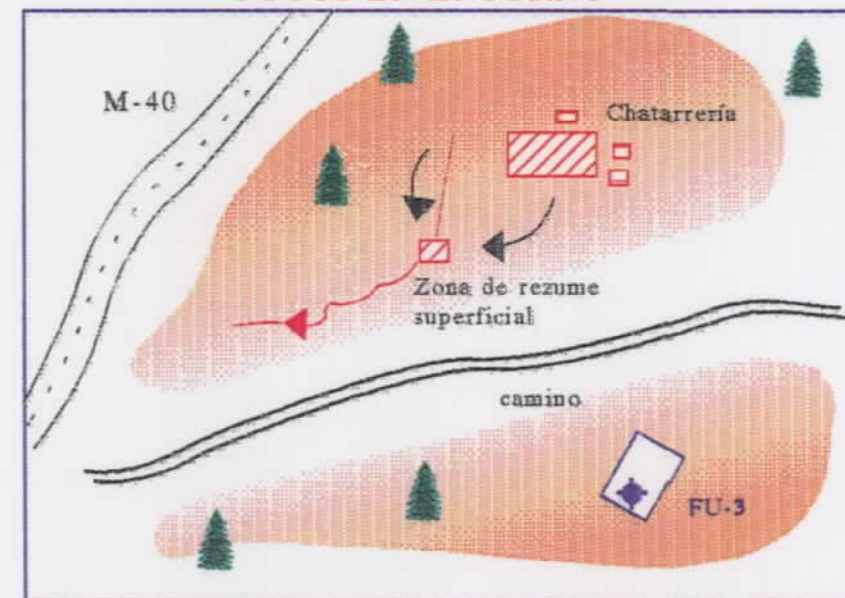 M-40
Chatarrería
Zona de rezume
superficial
camino
FU-3